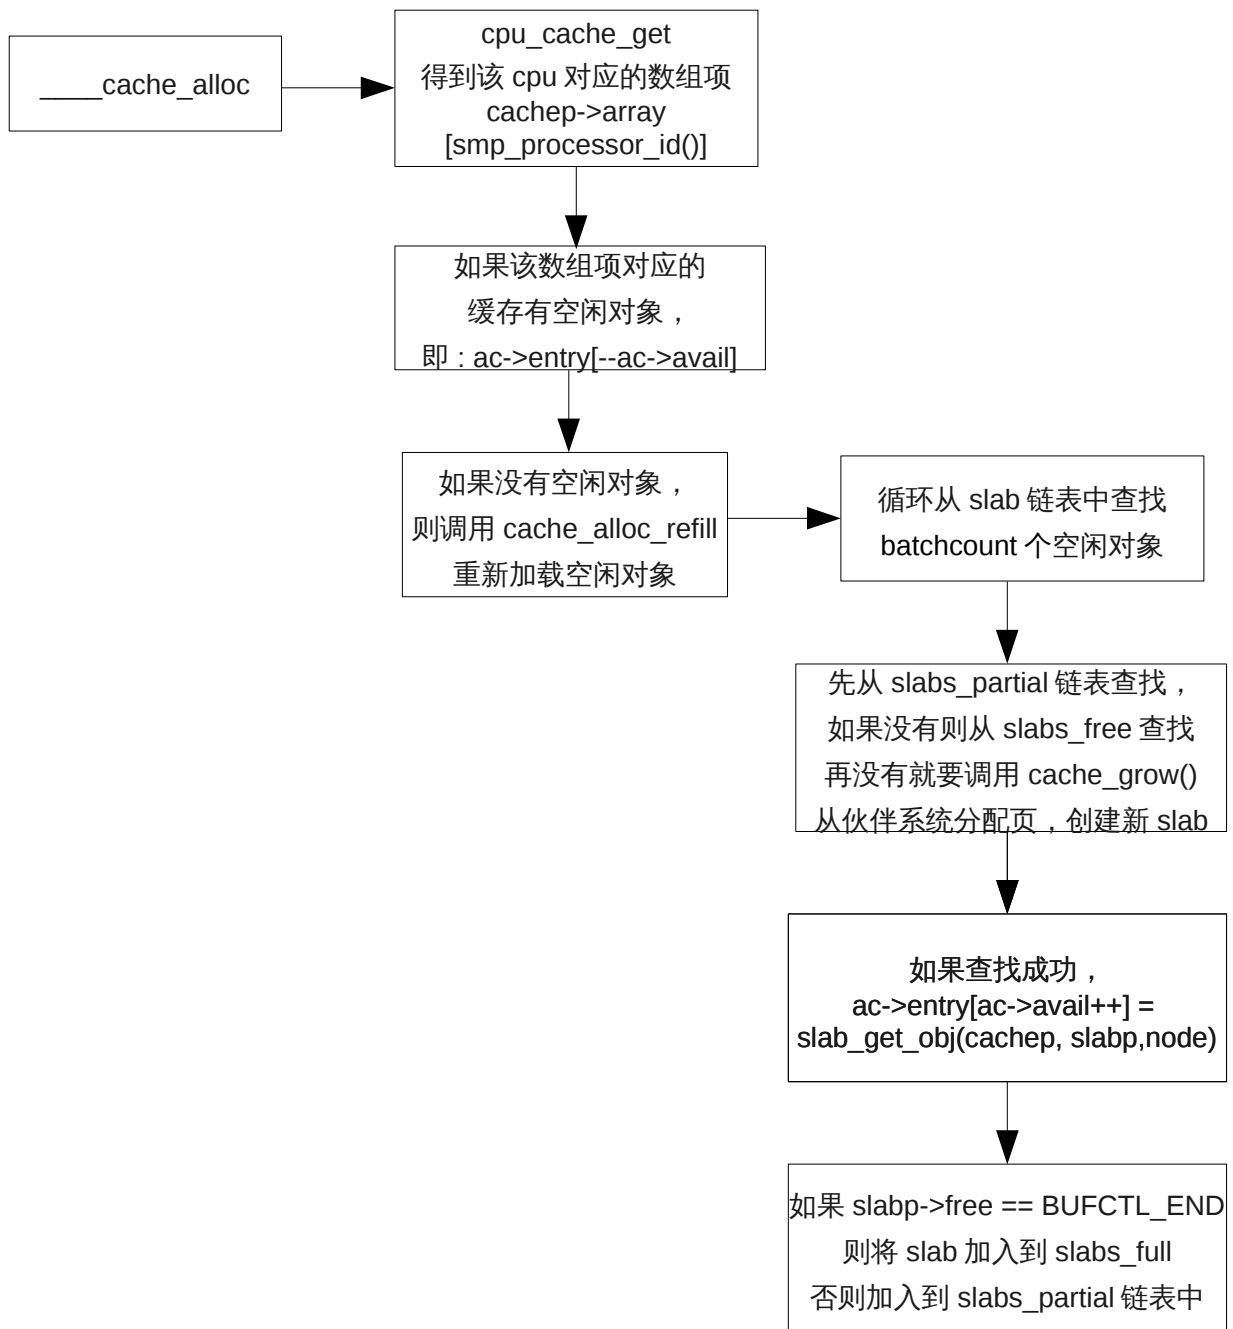 ____cache_alloc
cpu_cache_get
得到该 cpu 对应的数组项
cachep->array
[smp_processor_id()]
如果该数组项对应的
缓存有空闲对象，
即 : ac->entry[--ac->avail]
如果没有空闲对象，
则调用 cache_alloc_refill
重新加载空闲对象
循环从 slab 链表中查找
batchcount 个空闲对象
先从 slabs_partial 链表查找，
如果没有则从 slabs_free 查找
再没有就要调用 cache_grow()
从伙伴系统分配页，创建新 slab
如果查找成功，
ac->entry[ac->avail++] =
slab_get_obj(cachep, slabp,node)
如果 slabp->free == BUFCTL_END
则将 slab 加入到 slabs_full
否则加入到 slabs_partial 链表中